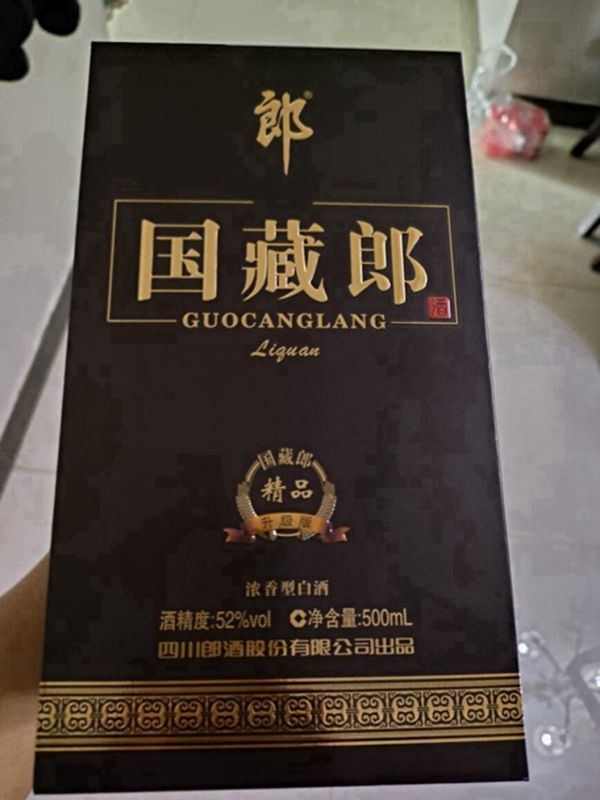 郎®
国藏郎
酒
GUOCANGLANG
Liquan
国藏郎
精品
升级版
浓香型白酒
酒精度:52%vol C净含量:500mL
四川郎酒股份有限公司出品